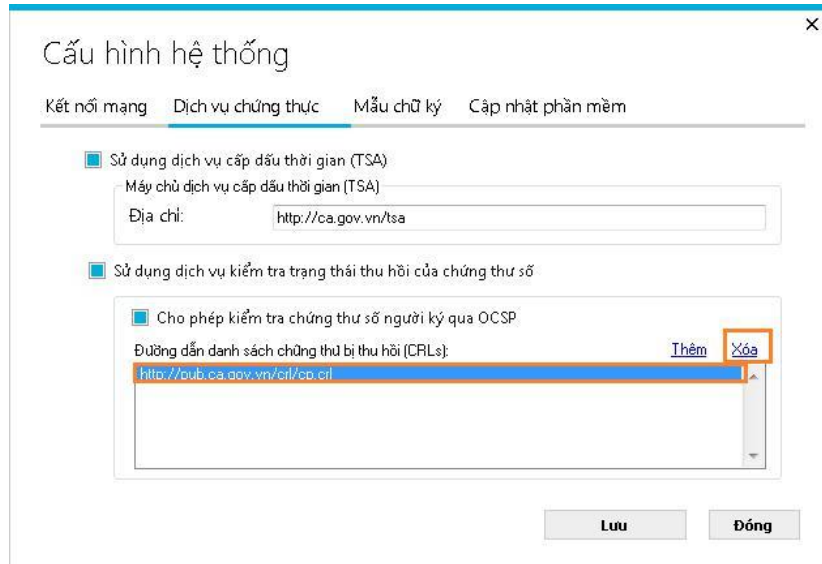 Cấu hình hệ thống
Kết nối mạng Dịch vụ chứng thực Mẫu chữ ký Cập nhật phần mềm
Sử dụng dịch vụ cấp dấu thời gian (TSA)
Máy chủ dịch vụ cấp dấu thời gian (TSA)
Địa chỉ: http://ca.gov.vn/tsa
Sử dụng dịch vụ kiểm tra trạng thái thu hồi của chứng thư số
Cho phép kiểm tra chứng thư số người ký qua OCSP
Đường dẫn danh sách chứng thư bị thu hồi (CRLs): Thêm Xóa
http://pub.ca.gov.vn/crl/cp.crl
Lưu Đóng